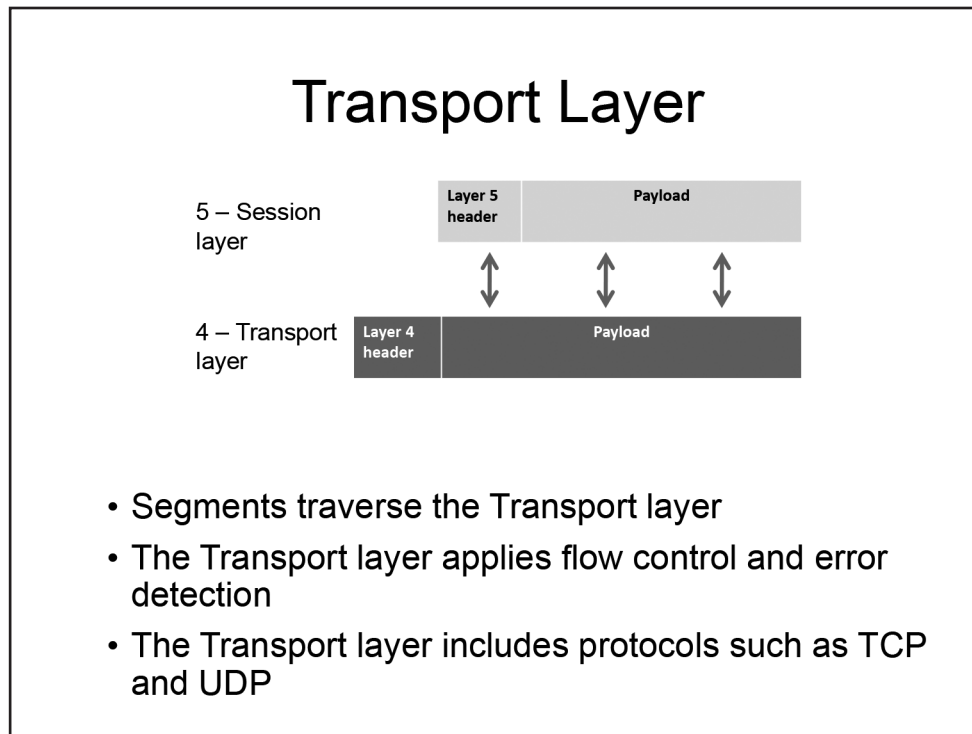 Transport Layer
5 – Session
layer
Layer 5
header
Payload
4 – Transport
layer
Layer 4
header
Payload
• Segments traverse the Transport layer
• The Transport layer applies flow control and error
detection
• The Transport layer includes protocols such as TCP
and UDP